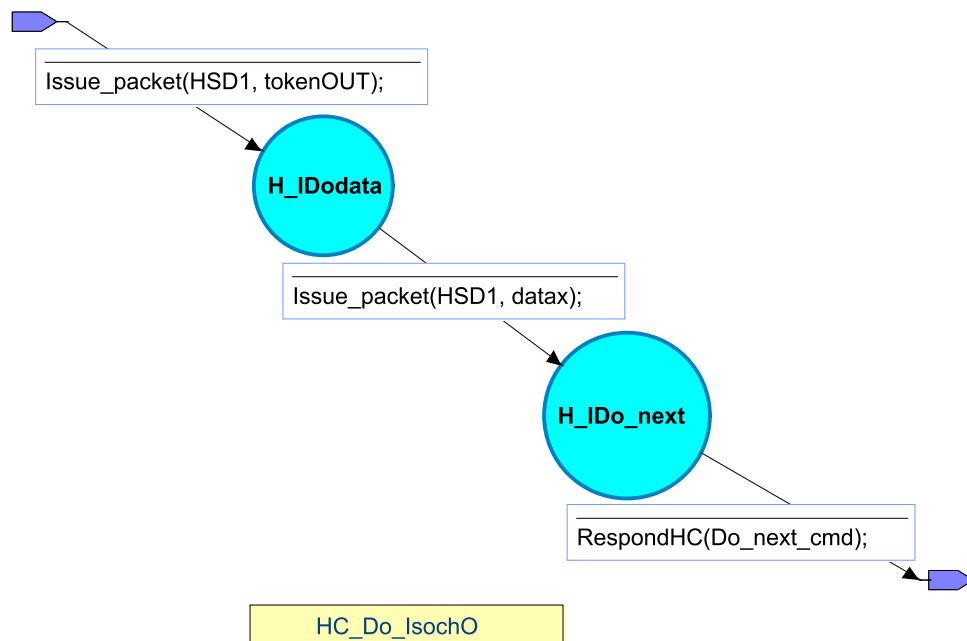 Issue_packet(HSD1, tokenOUT);
H_IDodata
Issue_packet(HSD1, datax);
H_IDo_next
RespondHC(Do_next_cmd);
HC_Do_IsochO